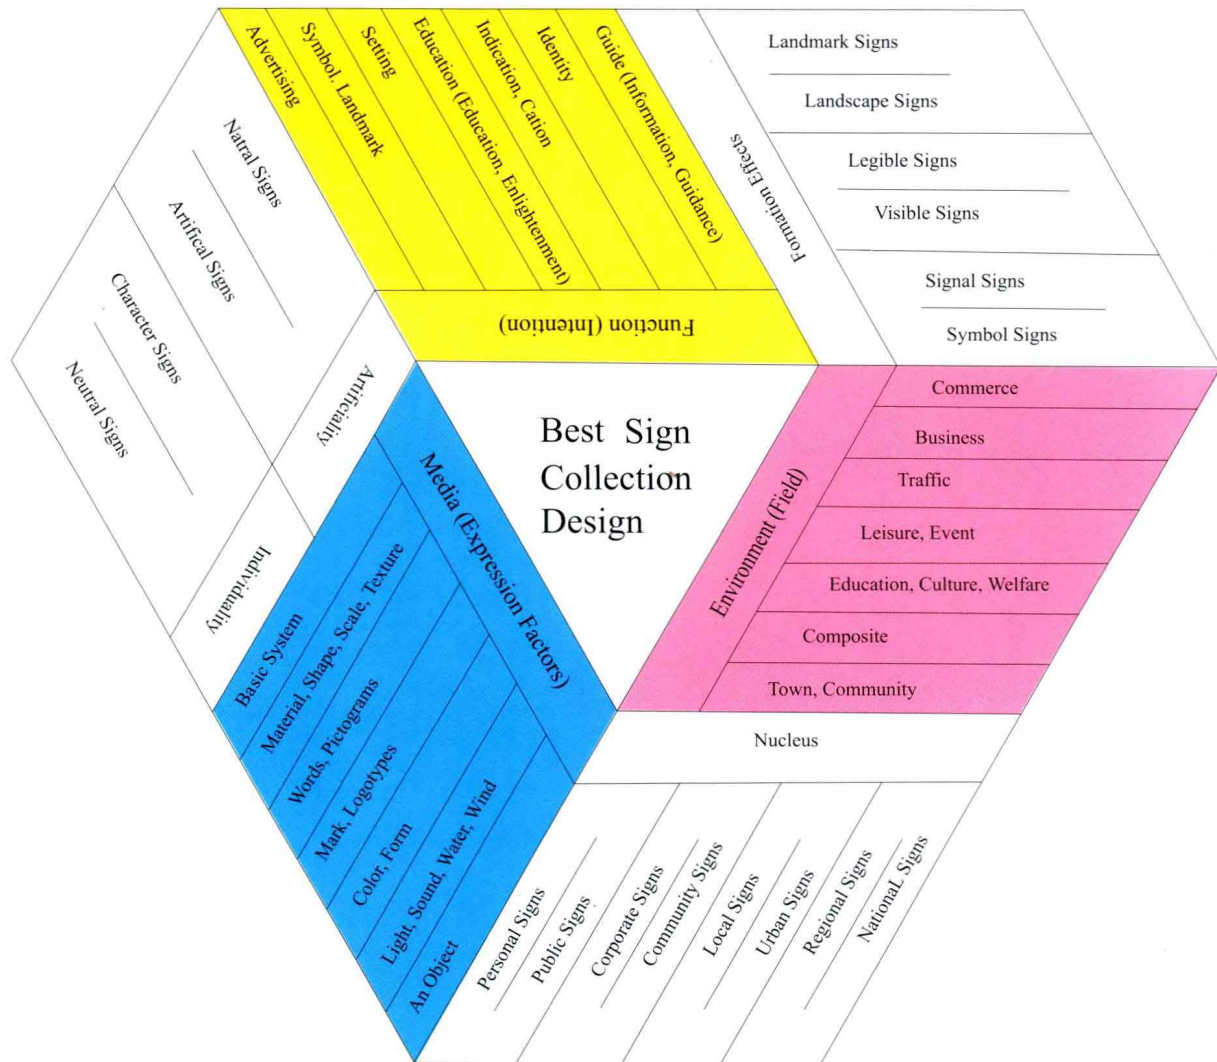 Best Sign
Collection
Design
Function (Intention)
Advertising
Symbol, Landmark
Setting
Education (Education, Enlightenment)
Indication, Cation
Identity
Guide (Information, Guidance)
Formation Effects
Landmark Signs
Landscape Signs
Legible Signs
Visible Signs
Signal Signs
Symbol Signs
Environment (Field)
Commerce
Business
Traffic
Leisure, Event
Education, Culture, Welfare
Composite
Town, Community
Nucleus
Personal Signs
Public Signs
Corporate Signs
Community Signs
Local Signs
Urban Signs
Regional Signs
NationaL Signs
Media (Expression Factors)
Basic System
Material, Shape, Scale, Texture
Words, Pictograms
Mark, Logotypes
Color, Form
Light, Sound, Water, Wind
An Object
Individuality
Neutral Signs
Character Signs
Artificiality
Artifical Signs
Natral Signs